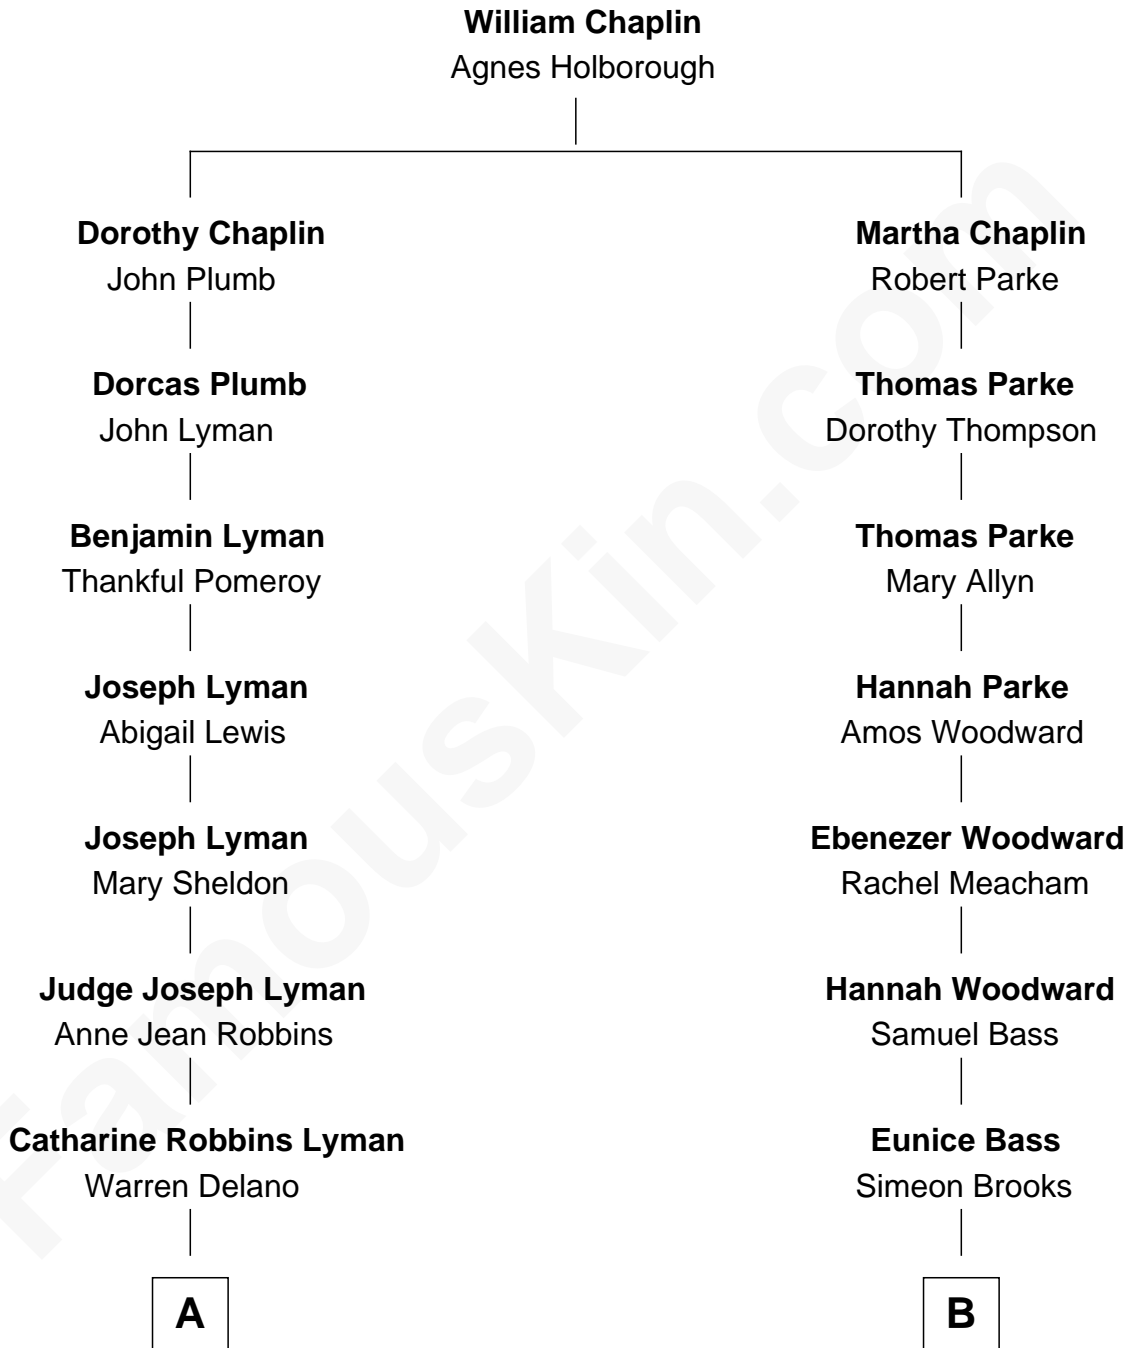 William Chaplin
Agnes Holborough
Dorothy Chaplin
John Plumb
Martha Chaplin
Robert Parke
Dorcas Plumb
John Lyman
Thomas Parke
Dorothy Thompson
Benjamin Lyman
Thankful Pomeroy
Thomas Parke
Mary Allyn
Joseph Lyman
Abigail Lewis
Hannah Parke
Amos Woodward
Joseph Lyman
Mary Sheldon
Ebenezer Woodward
Rachel Meacham
Judge Joseph Lyman
Anne Jean Robbins
Hannah Woodward
Samuel Bass
Catharine Robbins Lyman
Warren Delano
Eunice Bass
Simeon Brooks
A
B
FamousKin.com